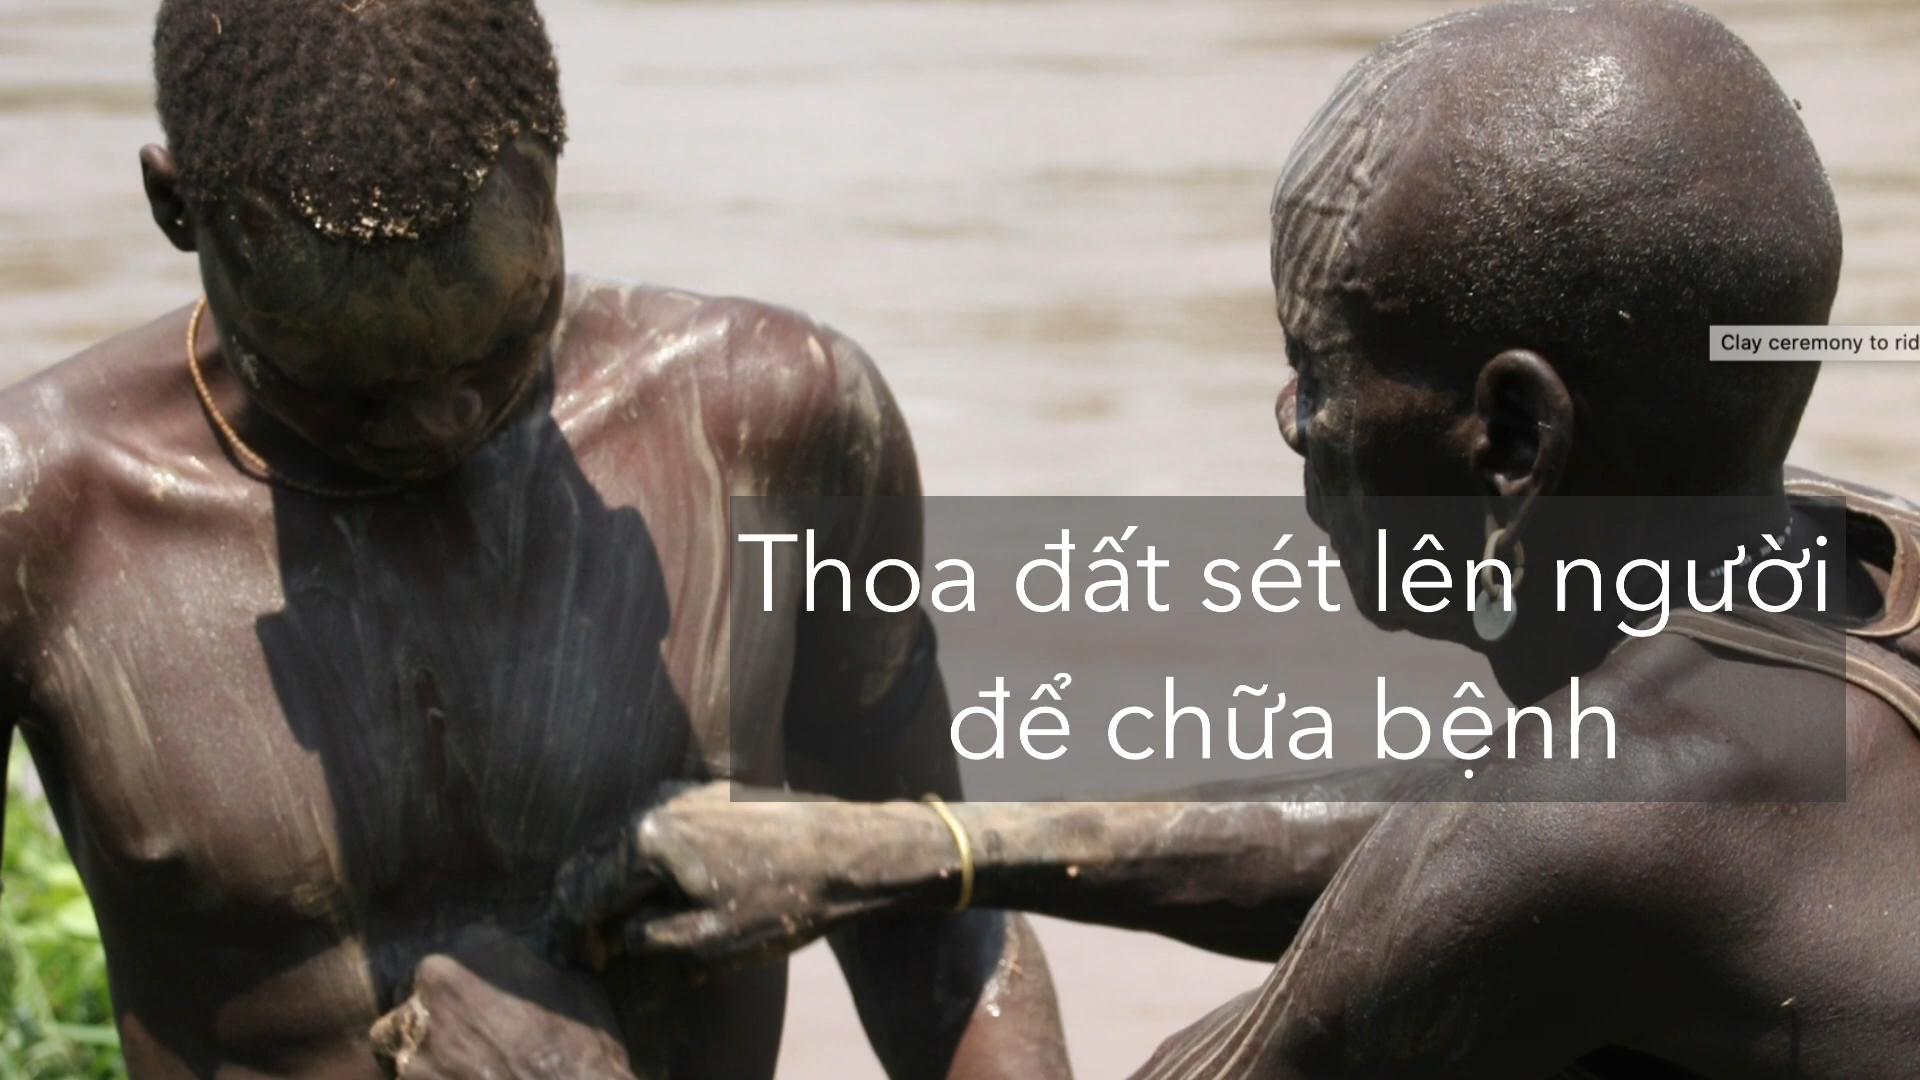 Clay ceremony to rid
Thoa đất sét lên người
để chữa bệnh